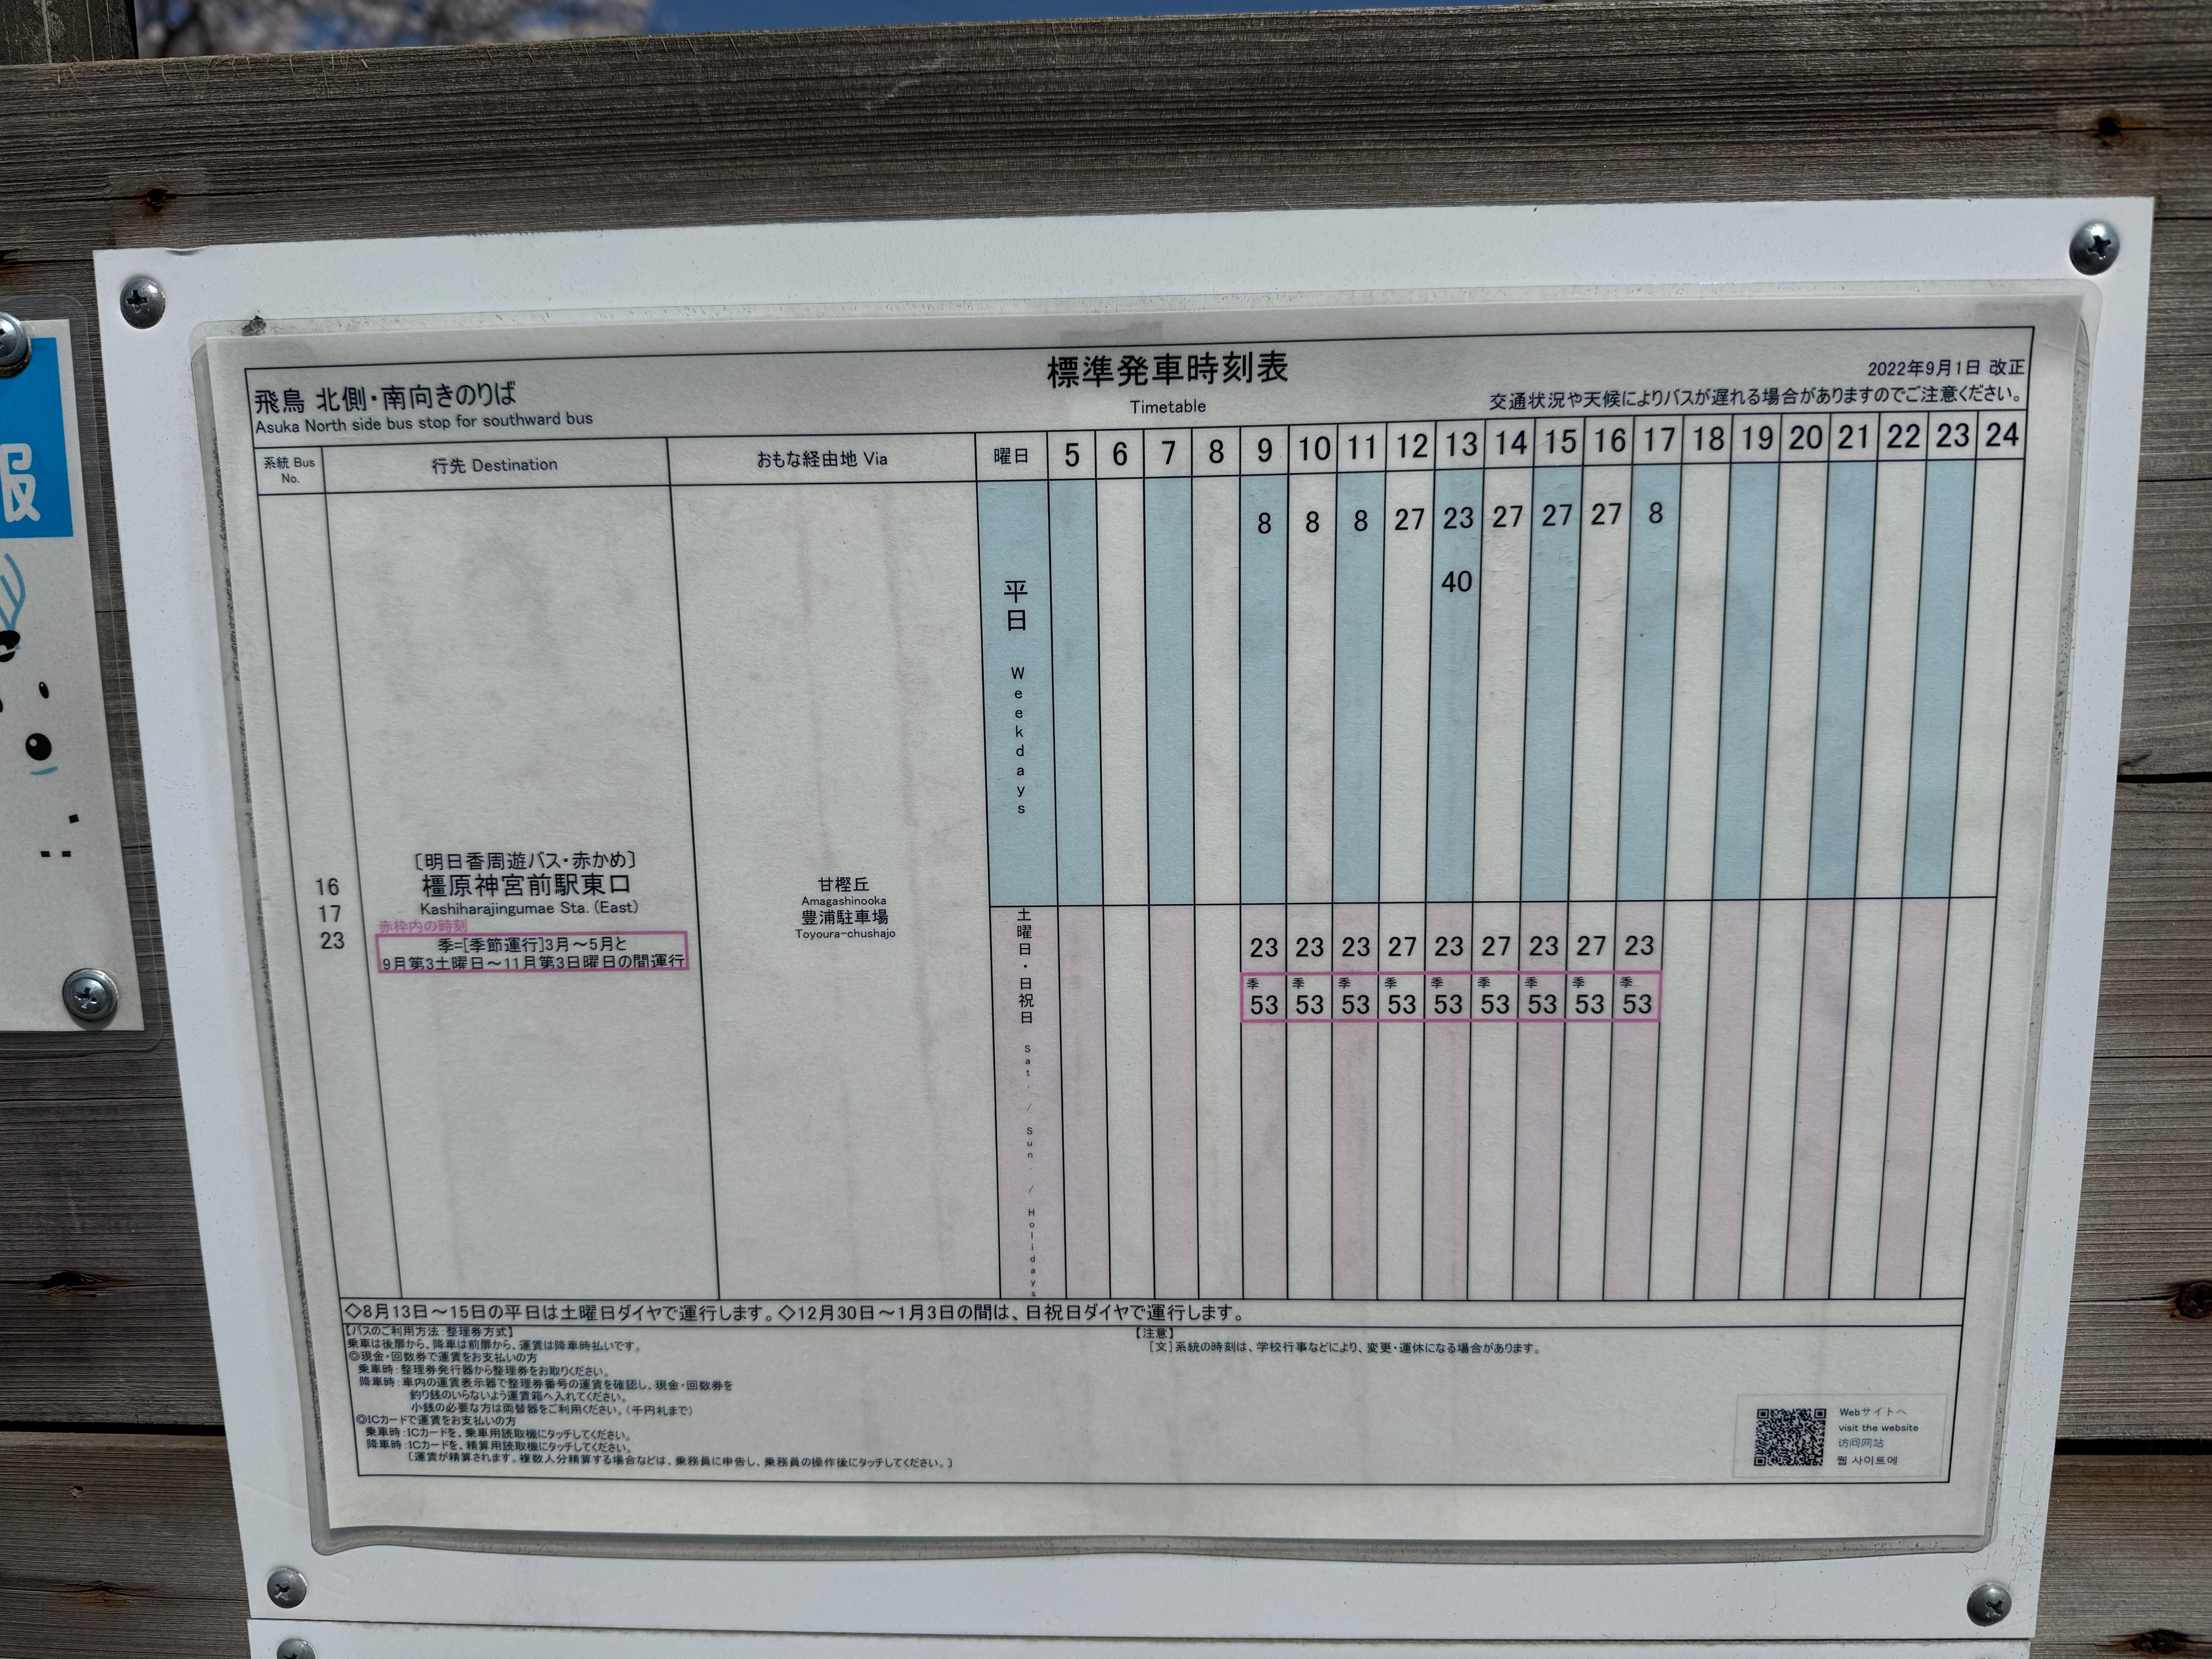 標準発車時刻表
Timetable
2022年9月1日 改正
交通状況や天候によりバスが遅れる場合がありますのでご注意ください。
飛鳥 北側・南向きのりば
Asuka North side bus stop for southward bus
系統 Bus No.
行先 Destination
おもな経由地 Via
曜日 5 6 7 8 9 10 11 12 13 14 15 16 17 18 19 20 21 22 23 24
平日 Weekdays
8 8 8 27 23 27 27 27 8
40
16
17
23
〔明日香周遊バス・赤かめ〕
橿原神宮前駅東口
Kashiharajingumae Sta. (East)
赤枠内の時刻
季=[季節運行]3月～5月と
9月第3土曜日～11月第3日曜日の間運行
甘樫丘
Amagashinooka
豊浦駐車場
Toyoura-chushajo
土曜日・日祝日 Sat. / Sun. / Holidays
23 23 23 27 23 27 23 27 23
季 季 季 季 季 季 季 季 季
53 53 53 53 53 53 53 53 53
◇8月13日～15日の平日は土曜日ダイヤで運行します。◇12月30日～1月3日の間は、日祝日ダイヤで運行します。
【バスのご利用方法：整理券方式】
乗車は後扉から、降車は前扉から、運賃は降車時払いです。
◎現金・回数券で運賃をお支払いの方
乗車時：整理券発行器から整理券をお取りください。
降車時：車内の運賃表示器で整理券番号の運賃を確認し、現金・回数券を
釣り銭のいらないよう運賃箱へ入れてください。
小銭の必要な方は両替器をご利用ください。（千円札まで）
◎ICカードで運賃をお支払いの方
乗車時：ICカードを、乗車用読取機にタッチしてください。
降車時：ICカードを、精算用読取機にタッチしてください。
〔運賃が精算されます。複数人分精算する場合などは、乗務員に申告し、乗務員の操作後にタッチしてください。〕
【注意】
［文］系統の時刻は、学校行事などにより、変更・運休になる場合があります。
Webサイトへ
visit the website
访问网站
웹 사이트에
報